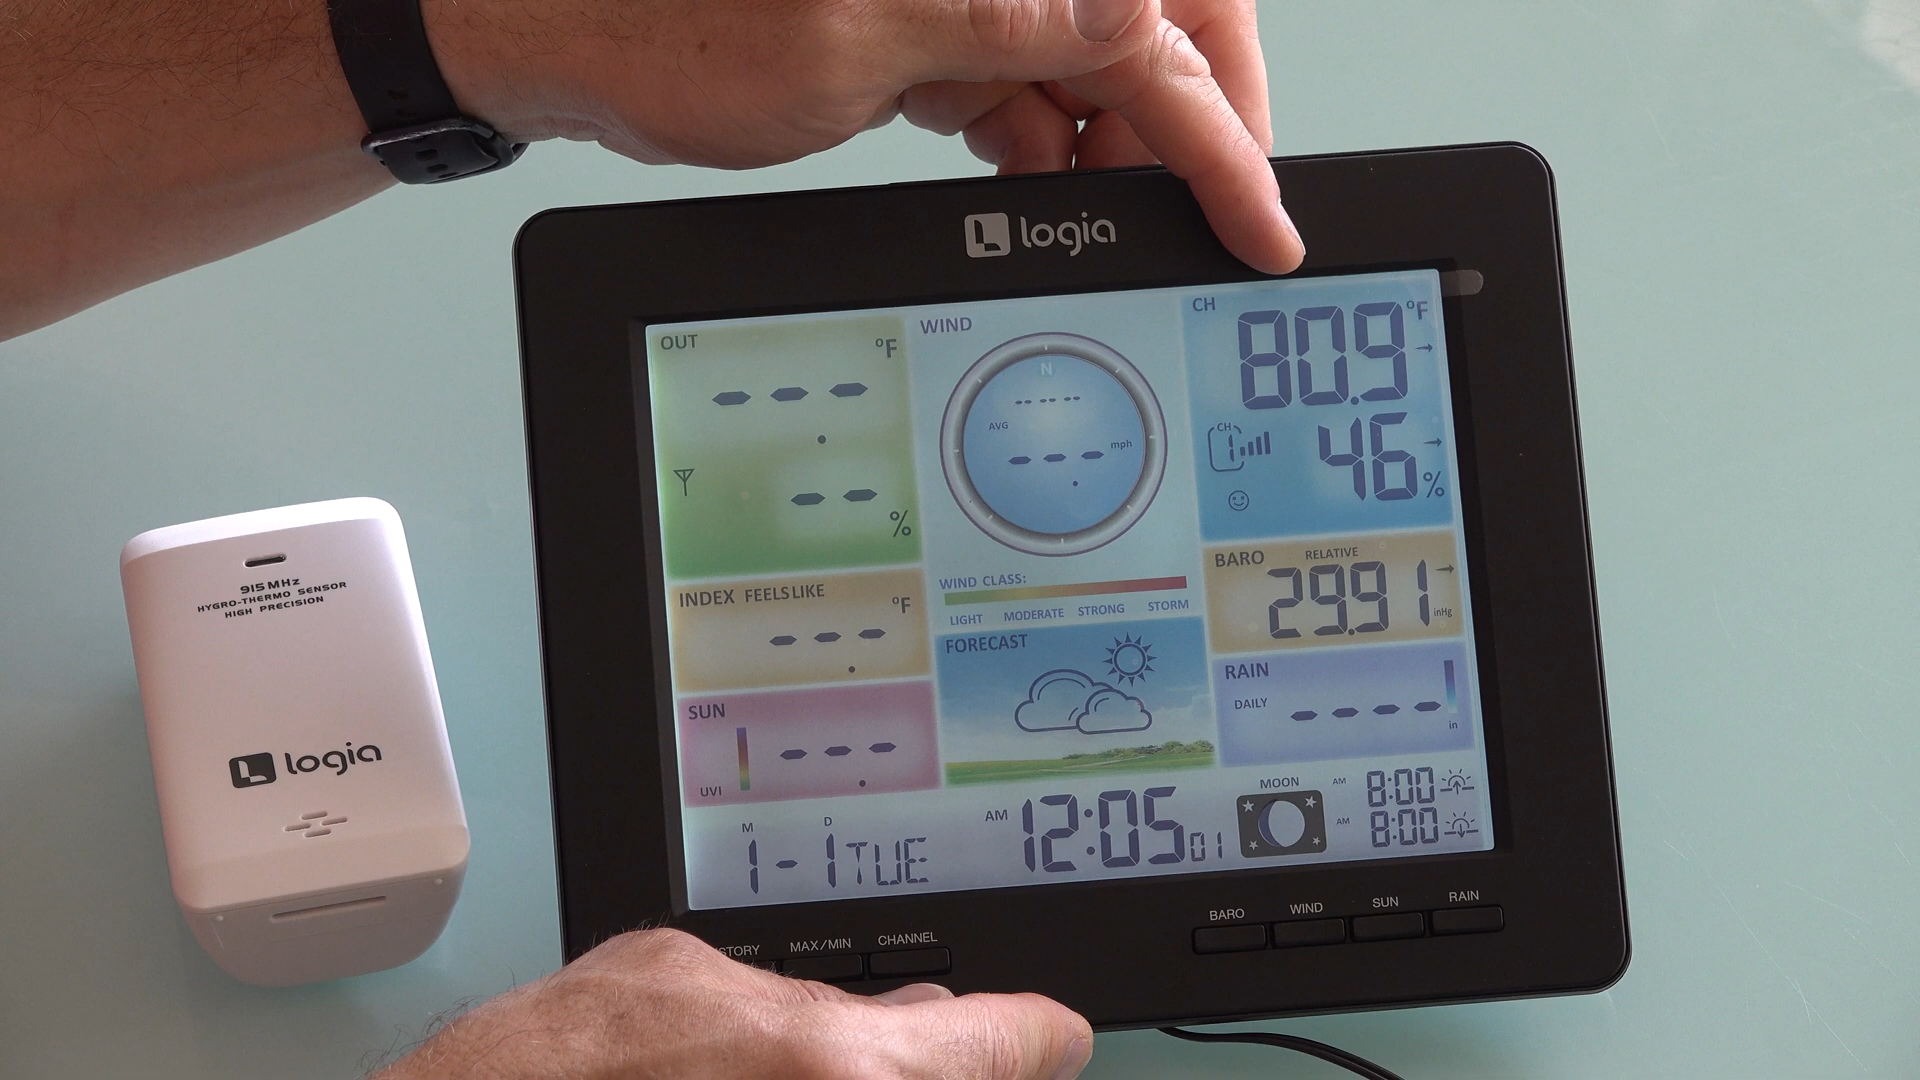 logia
OUT
°F
- - -
- - %
WIND
N
----
AVG
- - - mph
CH
80.9 °F
CH
1
46 %
INDEX FEELS LIKE
°F
- - -
WIND CLASS:
LIGHT MODERATE STRONG STORM
BARO RELATIVE
29.91 inHg
SUN
UVI
- - -
FORECAST
RAIN
DAILY - - - -
in
M D
1-1 TUE
AM 12:05 01
MOON
AM 8:00
AM 8:00
STORY MAX/MIN CHANNEL
BARO WIND SUN RAIN
915 MHz
HYGRO-THERMO SENSOR
HIGH PRECISION
logia